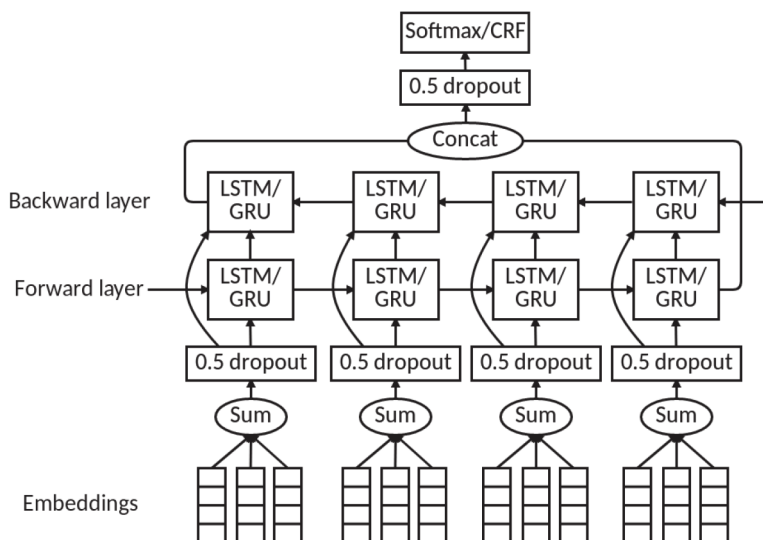 Softmax/CRF
0.5 dropout
Concat
Backward layer
LSTM/
GRU
LSTM/
GRU
LSTM/
GRU
LSTM/
GRU
Forward layer
LSTM/
GRU
LSTM/
GRU
LSTM/
GRU
LSTM/
GRU
0.5 dropout
0.5 dropout
0.5 dropout
0.5 dropout
Sum
Sum
Sum
Sum
Embeddings